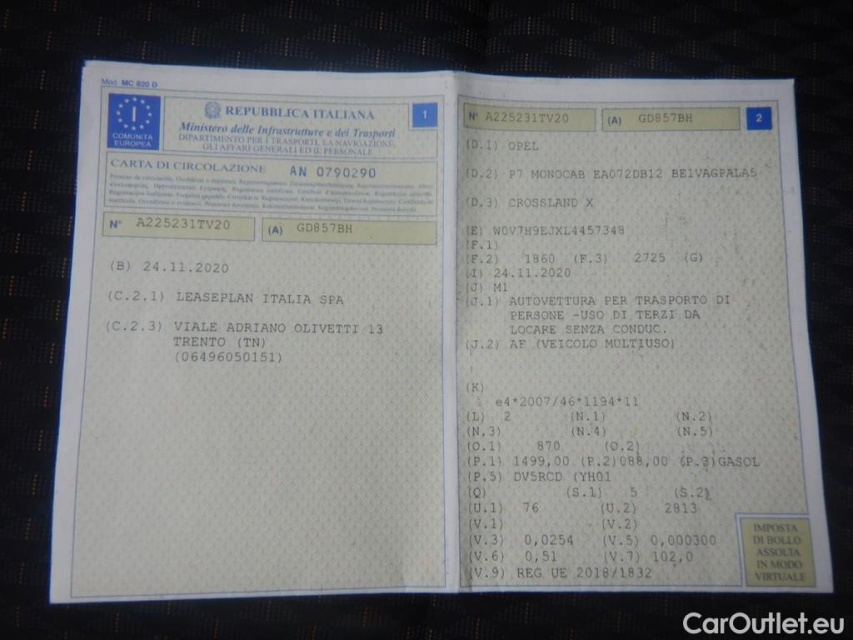 Mod. MC 820 D
I
COMUNITÀ
EUROPEA
REPUBBLICA ITALIANA
1
Ministero delle Infrastrutture e dei Trasporti
DIPARTIMENTO PER I TRASPORTI, LA NAVIGAZIONE,
GLI AFFARI GENERALI ED IL PERSONALE
CARTA DI CIRCOLAZIONE AN 0790290
N° A225231TV20 (A) GD857BH
(B) 24.11.2020
(C.2.1) LEASEPLAN ITALIA SPA
(C.2.3) VIALE ADRIANO OLIVETTI 13
TRENTO (TN)
(06496050151)
N° A225231TV20 (A) GD857BH 2
(D.1) OPEL
(D.2) P7 MONOCAB EA072DB12 BE1VAGPALA5
(D.3) CROSSLAND X
(E) W0V7H9EJXL4457348
(F.1)
(F.2) 1860 (F.3) 2725 (G)
(I) 24.11.2020
(J) M1
(J.1) AUTOVETTURA PER TRASPORTO DI
PERSONE -USO DI TERZI DA
LOCARE SENZA CONDUC.
(J.2) AF (VEICOLO MULTIUSO)
(K)
e4*2007/46*1194*11
(L) 2 (N.1) (N.2)
(N.3) (N.4) (N.5)
(O.1) 870 (O.2)
(P.1) 1499,00 (P.2)088,00 (P.3)GASOL
(P.5) DV5RCD (YH01
(Q) (S.1) 5 (S.2)
(U.1) 76 (U.2) 2813
(V.1) (V.2)
(V.3) 0,0254 (V.5) 0,000300
(V.6) 0,51 (V.7) 102,0
(V.9) REG UE 2018/1832
IMPOSTA
DI BOLLO
ASSOLTA
IN MODO
VIRTUALE
CarOutlet.eu